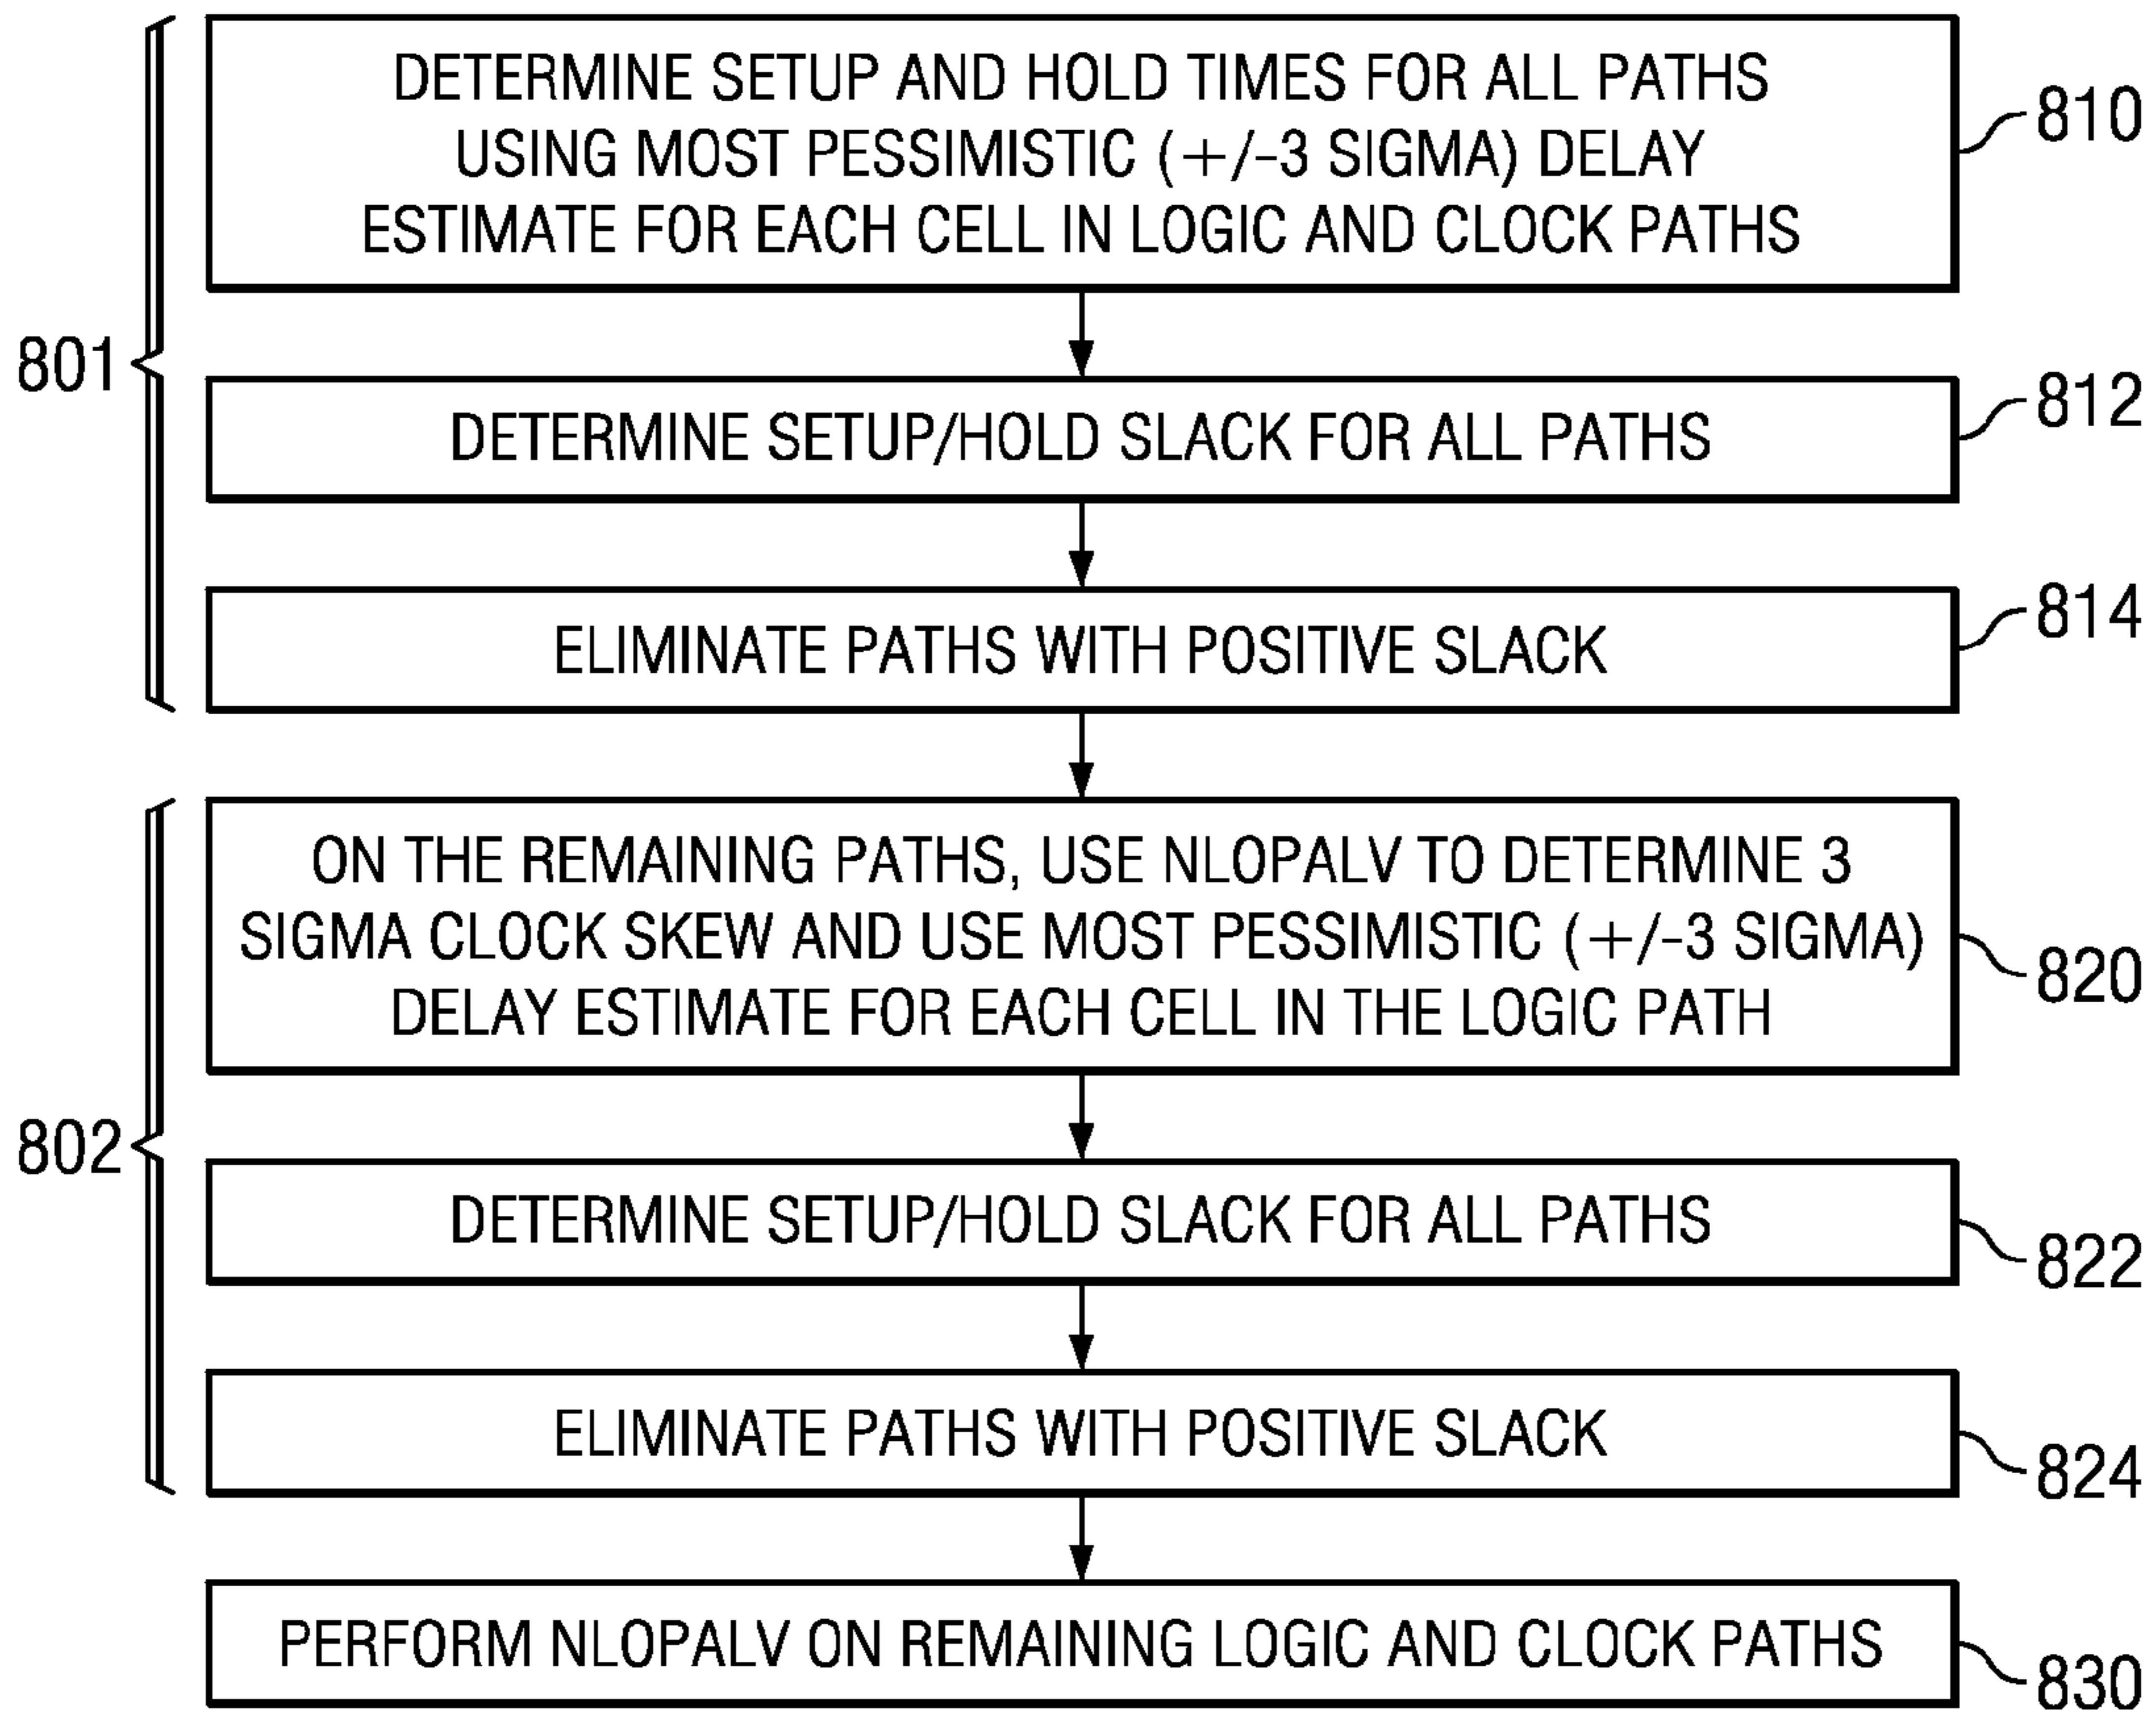 DETERMINE SETUP AND HOLD TIMES FOR ALL PATHS
USING MOST PESSIMISTIC (+/-3 SIGMA) DELAY
ESTIMATE FOR EACH CELL IN LOGIC AND CLOCK PATHS
810
801
DETERMINE SETUP/HOLD SLACK FOR ALL PATHS
812
ELIMINATE PATHS WITH POSITIVE SLACK
814
ON THE REMAINING PATHS, USE NLOPALV TO DETERMINE 3
SIGMA CLOCK SKEW AND USE MOST PESSIMISTIC (+/-3 SIGMA)
DELAY ESTIMATE FOR EACH CELL IN THE LOGIC PATH
820
802
DETERMINE SETUP/HOLD SLACK FOR ALL PATHS
822
ELIMINATE PATHS WITH POSITIVE SLACK
824
PERFORM NLOPALV ON REMAINING LOGIC AND CLOCK PATHS
830